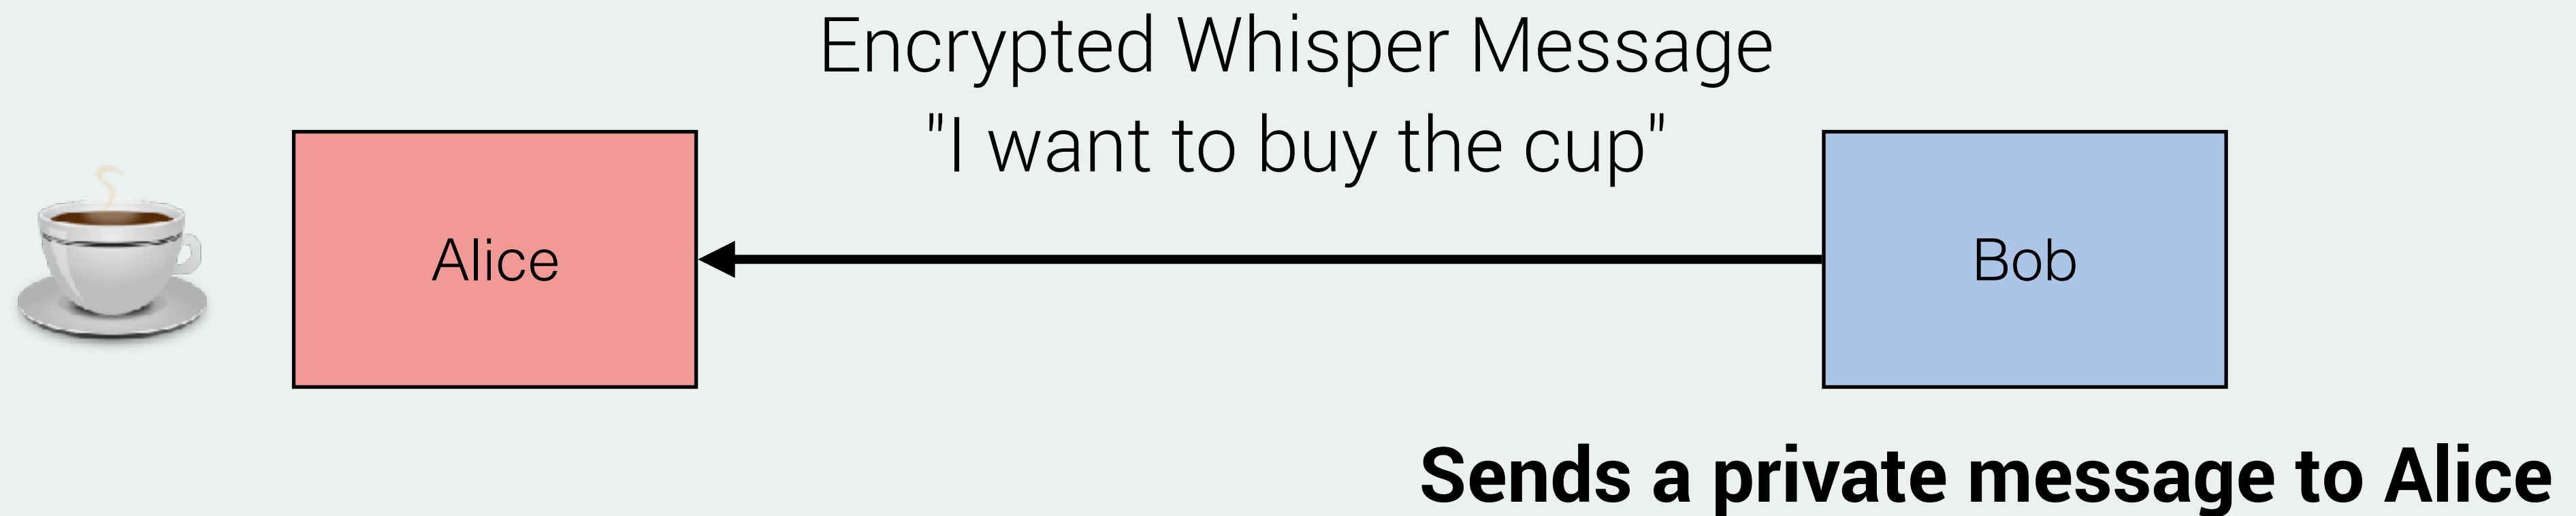 Encrypted Whisper Message
"I want to buy the cup"
Alice
Bob
Sends a private message to Alice